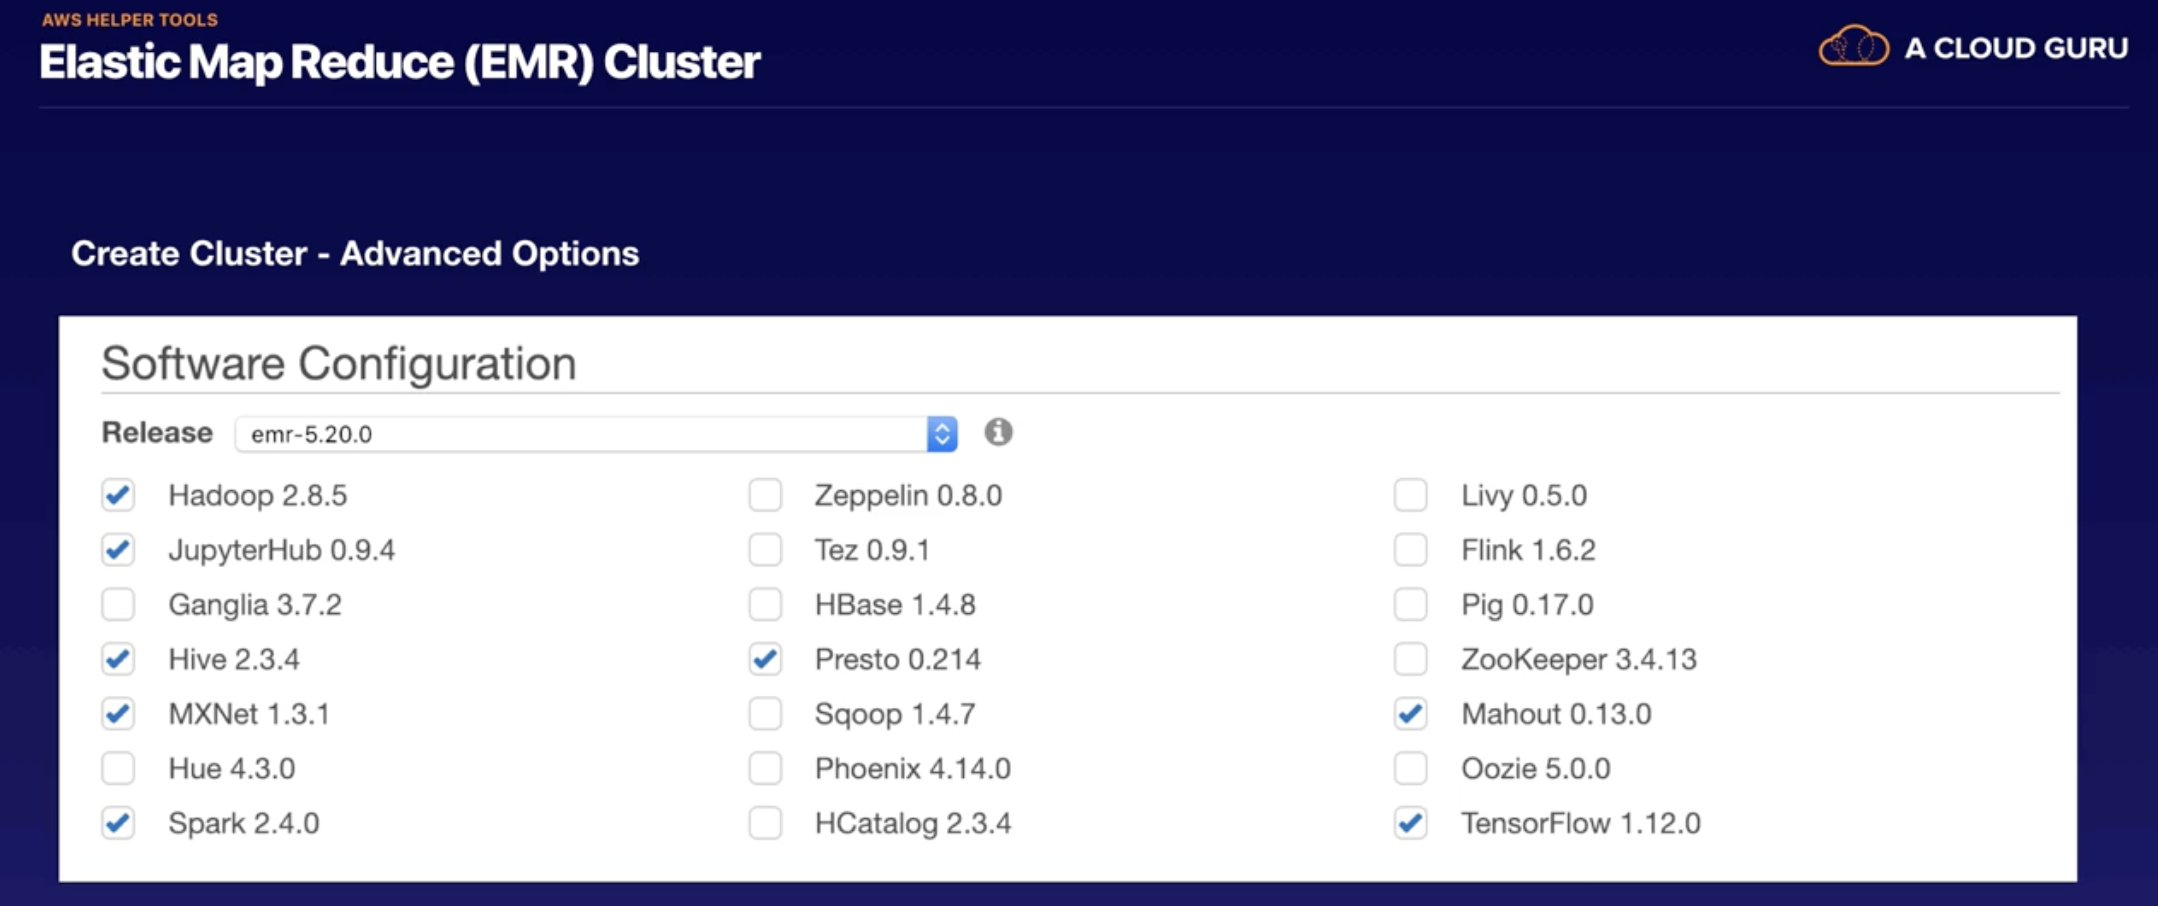 AWS HELPER TOOLS
Elastic Map Reduce (EMR) Cluster
A CLOUD GURU
Create Cluster - Advanced Options
Software Configuration
Release emr-5.20.0
Hadoop 2.8.5 Zeppelin 0.8.0 Livy 0.5.0
JupyterHub 0.9.4 Tez 0.9.1 Flink 1.6.2
Ganglia 3.7.2 HBase 1.4.8 Pig 0.17.0
Hive 2.3.4 Presto 0.214 ZooKeeper 3.4.13
MXNet 1.3.1 Sqoop 1.4.7 Mahout 0.13.0
Hue 4.3.0 Phoenix 4.14.0 Oozie 5.0.0
Spark 2.4.0 HCatalog 2.3.4 TensorFlow 1.12.0